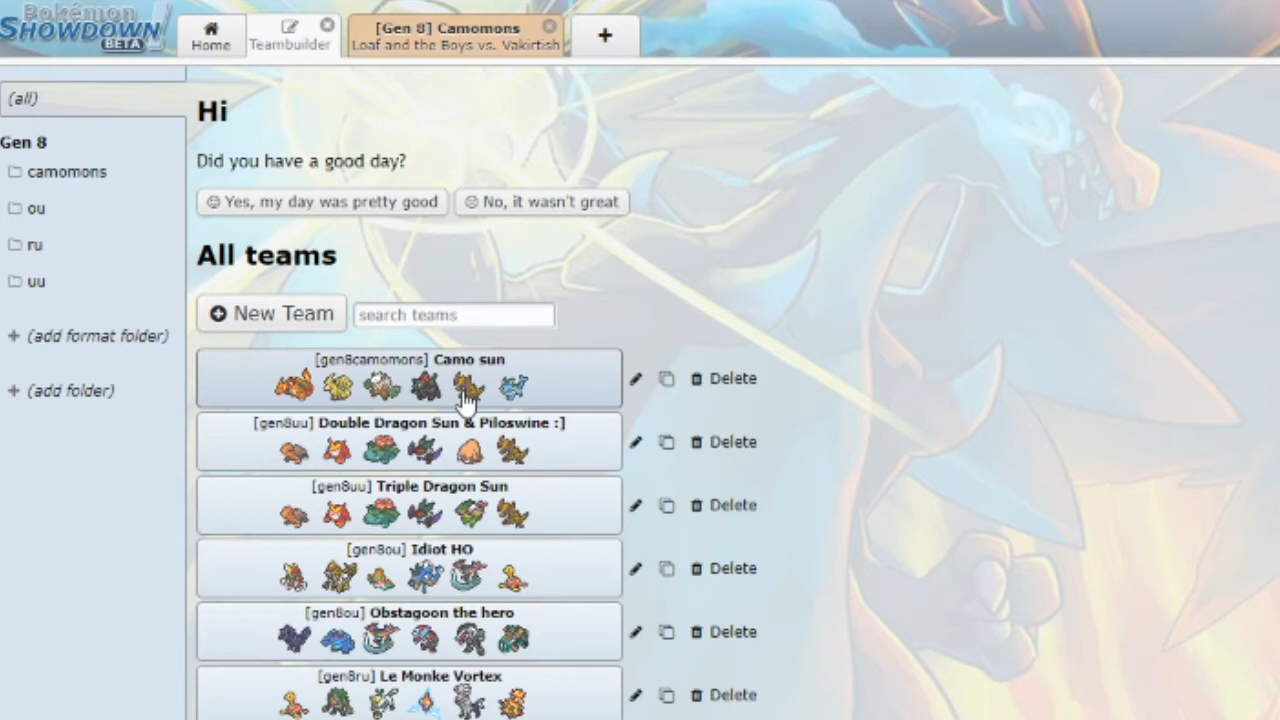 Pokémon
SHOWDOWN!
BETA
Home
Teambuilder
[Gen 8] Camomons
Loaf and the Boys vs. Vakirtish
+
(all)
Hi
Gen 8
Did you have a good day?
camomons
Yes, my day was pretty good
No, it wasn't great
ou
ru
All teams
uu
New Team
search teams
+ (add format folder)
[gen8camomons] Camo sun
Delete
+ (add folder)
[gen8uu] Double Dragon Sun & Piloswine :]
Delete
[gen8uu] Triple Dragon Sun
Delete
[gen8ou] Idiot HO
Delete
[gen8ou] Obstagoon the hero
Delete
[gen8ru] Le Monke Vortex
Delete